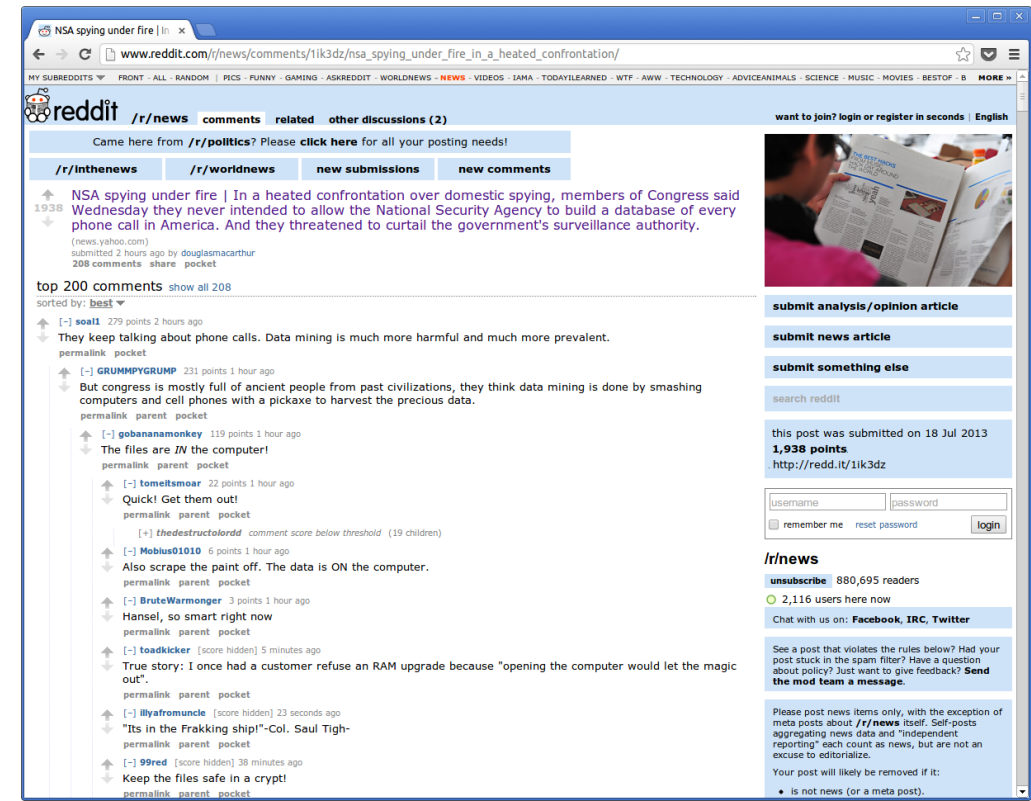 NSA spying under fire | In
www.reddit.com/r/news/comments/1ik3dz/nsa_spying_under_fire_in_a_heated_confrontation/
MY SUBREDDITS FRONT - ALL - RANDOM | PICS - FUNNY - GAMING - ASKREDDIT - WORLDNEWS - NEWS - VIDEOS - IAMA - TODAYILEARNED - WTF - AWW - TECHNOLOGY - ADVICEANIMALS - SCIENCE - MUSIC - MOVIES - BESTOF - B MORE »
reddit /r/news comments related other discussions (2)
want to join? login or register in seconds | English
Came here from /r/politics? Please click here for all your posting needs!
/r/inthenews /r/worldnews new submissions new comments
1938
NSA spying under fire | In a heated confrontation over domestic spying, members of Congress said
Wednesday they never intended to allow the National Security Agency to build a database of every
phone call in America. And they threatened to curtail the government's surveillance authority.
(news.yahoo.com)
submitted 2 hours ago by douglasmacarthur
208 comments share pocket
top 200 comments show all 208
sorted by: best
[–] soal1 279 points 2 hours ago
They keep talking about phone calls. Data mining is much more harmful and much more prevalent.
permalink pocket
[–] GRUMMPYGRUMP 231 points 1 hour ago
But congress is mostly full of ancient people from past civilizations, they think data mining is done by smashing
computers and cell phones with a pickaxe to harvest the precious data.
permalink parent pocket
[–] gobananamonkey 119 points 1 hour ago
The files are IN the computer!
permalink parent pocket
[–] tomeitsmoar 22 points 1 hour ago
Quick! Get them out!
permalink parent pocket
[+] thedestructolordd comment score below threshold (19 children)
[–] Mobius01010 6 points 1 hour ago
Also scrape the paint off. The data is ON the computer.
permalink parent pocket
[–] BruteWarmonger 3 points 1 hour ago
Hansel, so smart right now
permalink parent pocket
[–] toadkicker [score hidden] 5 minutes ago
True story: I once had a customer refuse an RAM upgrade because "opening the computer would let the magic
out".
permalink parent pocket
[–] illyafromuncle [score hidden] 23 seconds ago
"Its in the Frakking ship!"-Col. Saul Tigh-
permalink parent pocket
[–] 99red [score hidden] 38 minutes ago
Keep the files safe in a crypt!
permalink parent pocket
THE BEST HACKS
FROM AROUND
THE WORLD
yeah
submit analysis/opinion article
submit news article
submit something else
search reddit
this post was submitted on 18 Jul 2013
1,938 points
http://redd.it/1ik3dz
username password
remember me reset password login
/r/news
unsubscribe 880,695 readers
2,116 users here now
Chat with us on: Facebook, IRC, Twitter
See a post that violates the rules below? Had your
post stuck in the spam filter? Have a question
about policy? Just want to give feedback? Send
the mod team a message.
Please post news items only, with the exception of
meta posts about /r/news itself. Self-posts
aggregating news data and "independent
reporting" each count as news, but are not an
excuse to editorialize.
Your post will likely be removed if it:
• is not news (or a meta post).